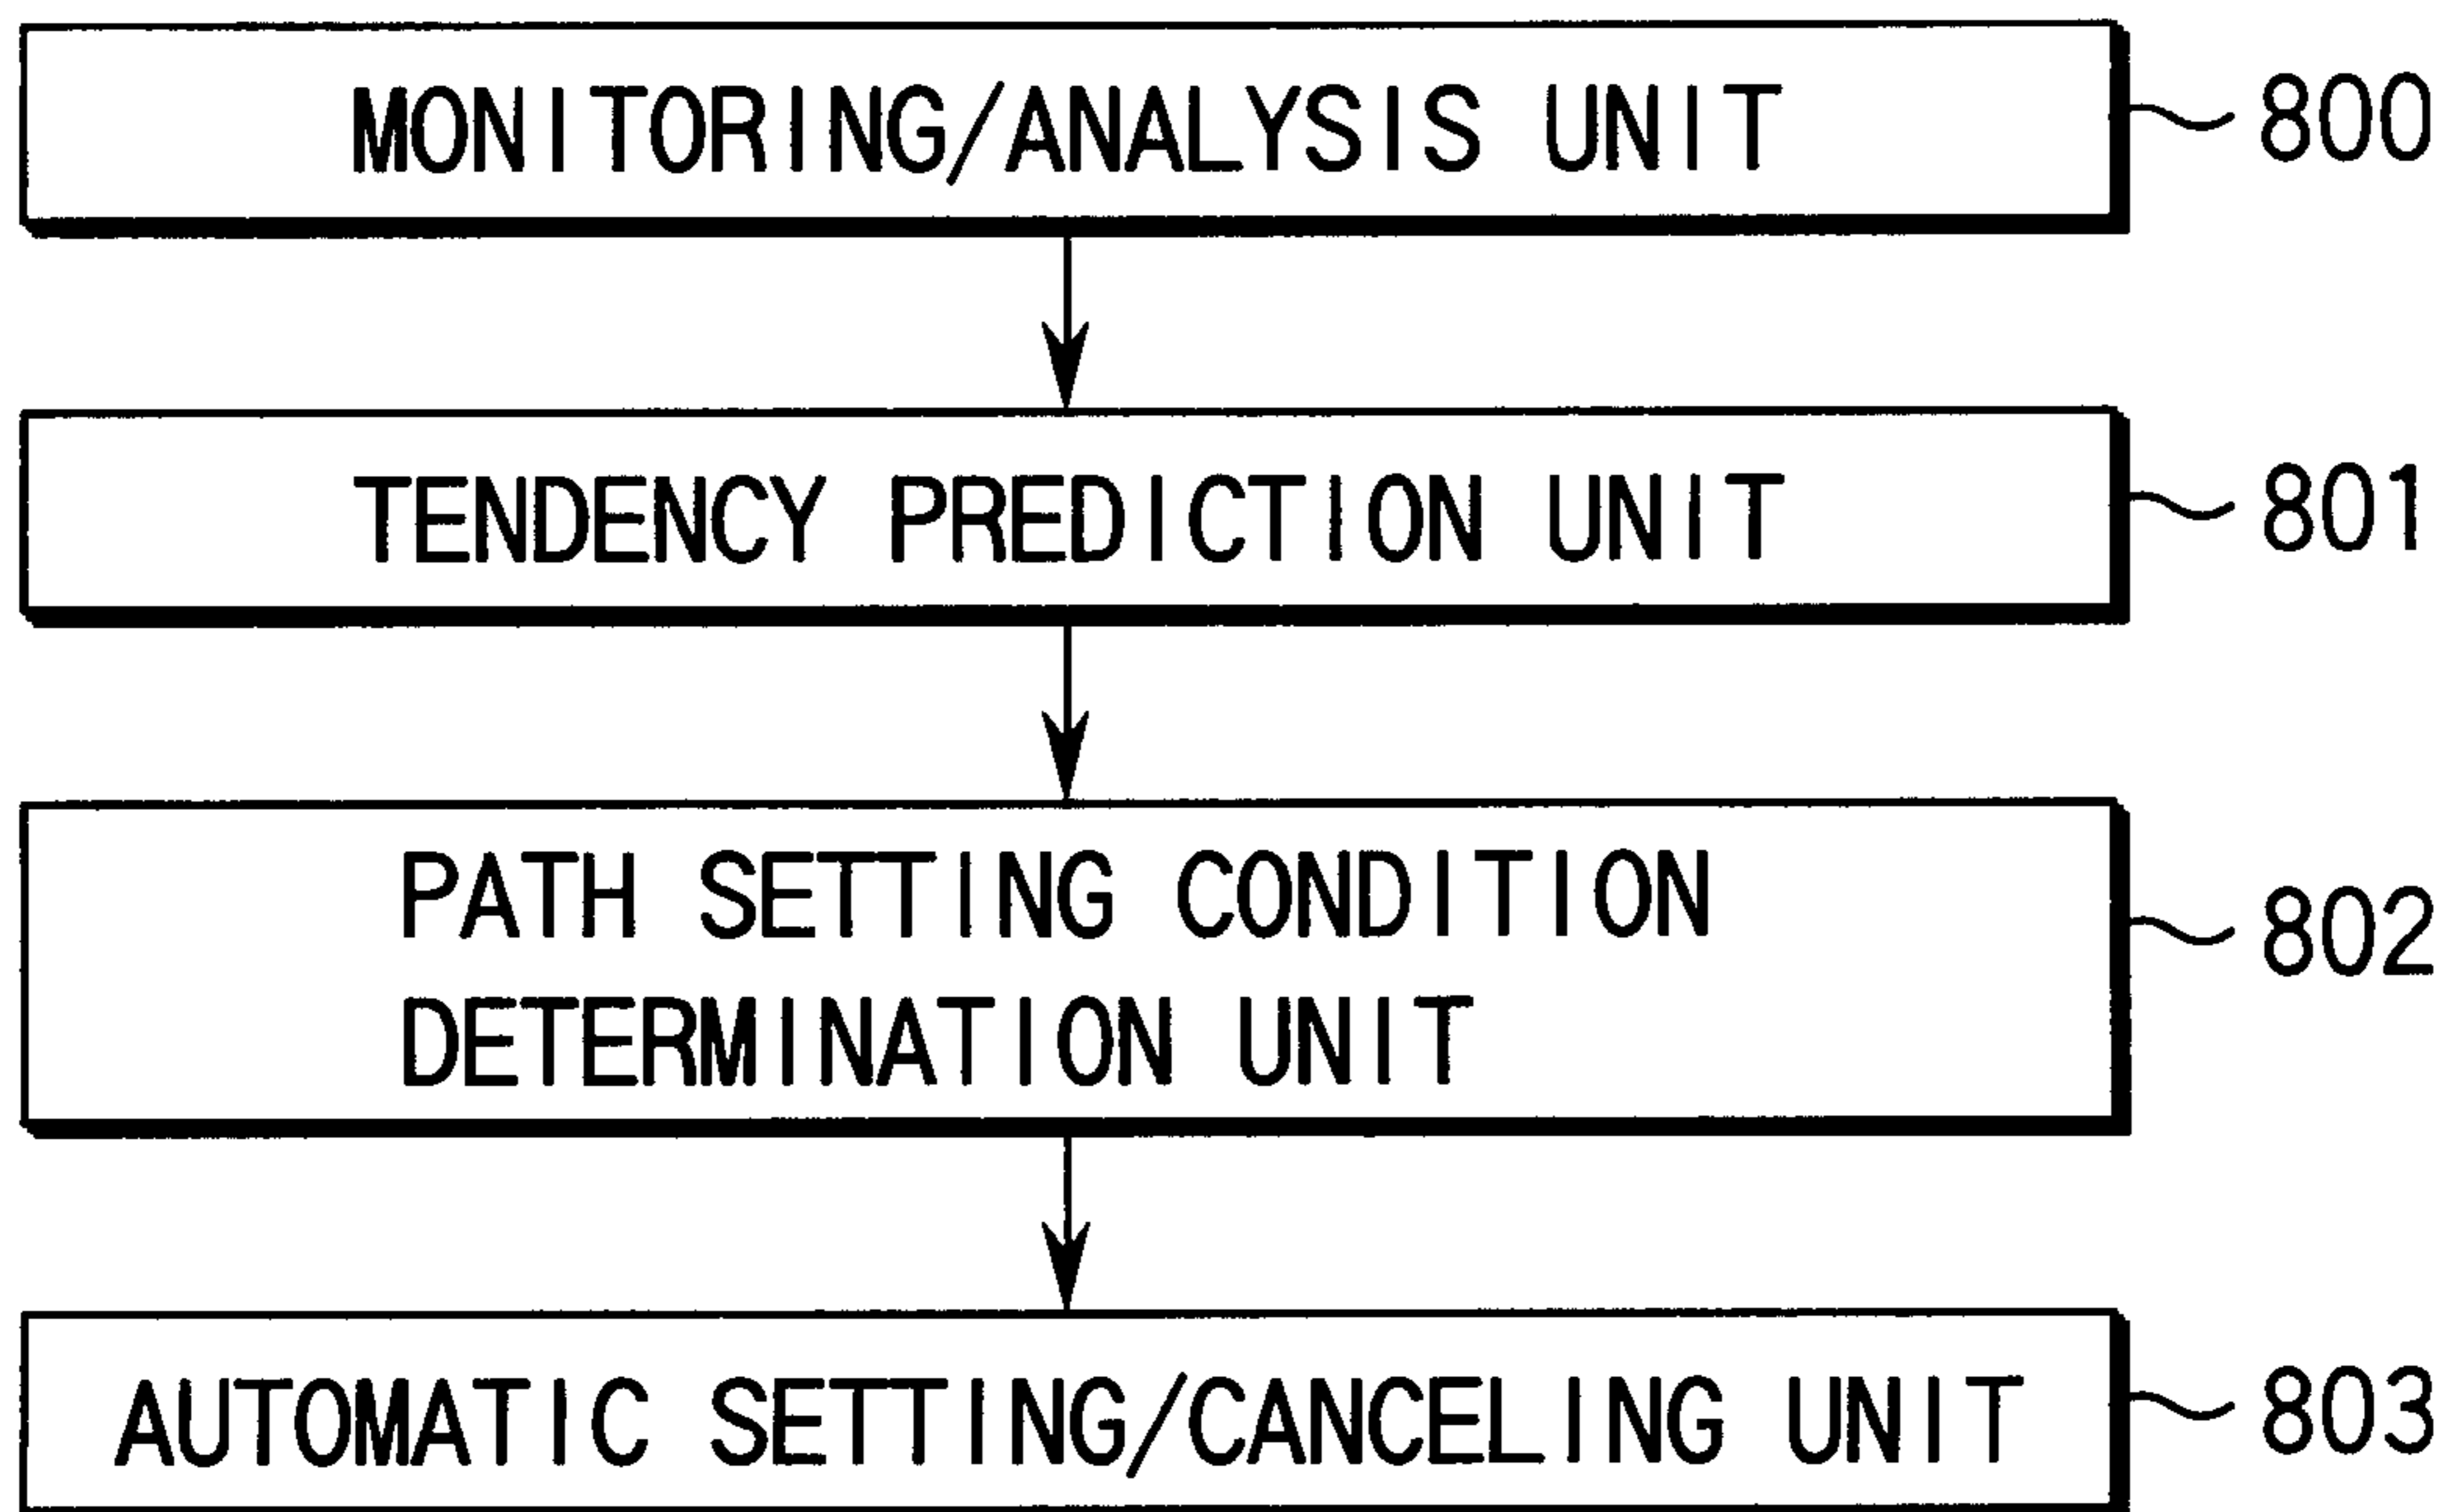 MONITORING/ANALYSIS UNIT
800
TENDENCY PREDICTION UNIT
801
PATH SETTING CONDITION
DETERMINATION UNIT
802
AUTOMATIC SETTING/CANCELING UNIT
803